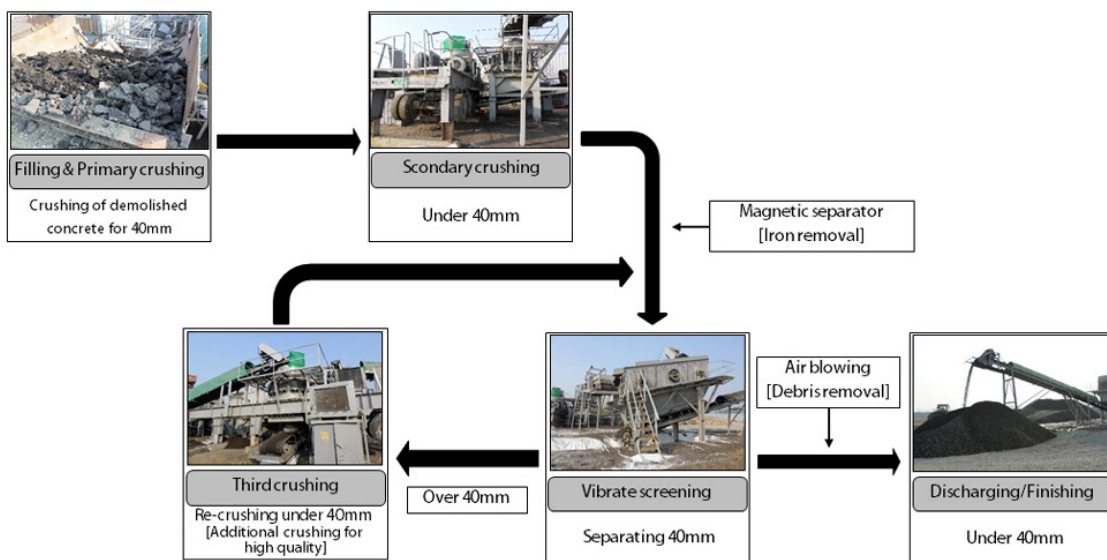 Filling & Primary crushing
Crushing of demolished
concrete for 40mm
Scondary crushing
Under 40mm
Magnetic separator
[Iron removal]
Third crushing
Re-crushing under 40mm
[Additional crushing for
high quality]
Over 40mm
Vibrate screening
Separating 40mm
Air blowing
[Debris removal]
Discharging/Finishing
Under 40mm